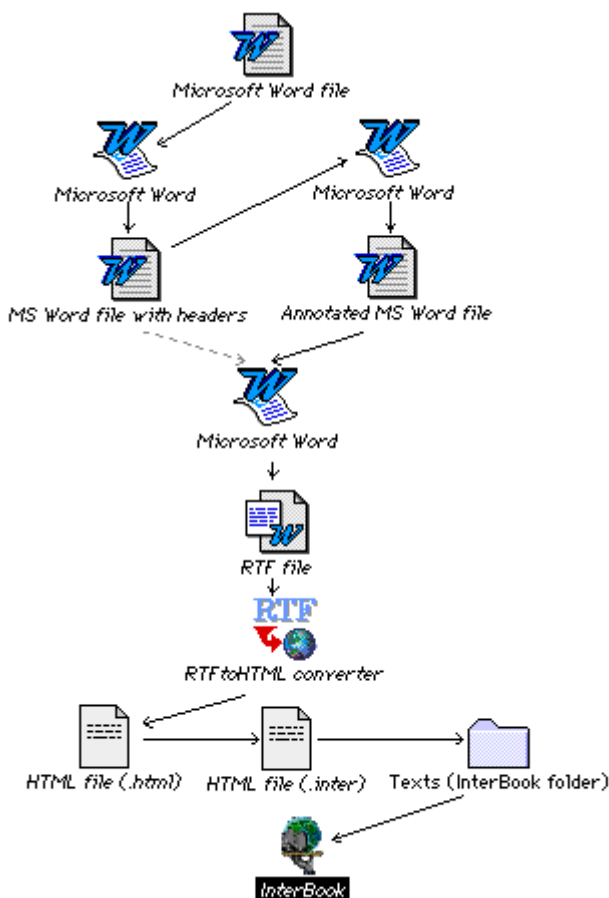 Microsoft Word file
Microsoft Word
Microsoft Word
MS Word file with headers
Annotated MS Word file
Microsoft Word
RTF file
RTF
RTFtoHTML converter
HTML file (.html)
HTML file (.inter)
Texts (InterBook folder)
InterBook